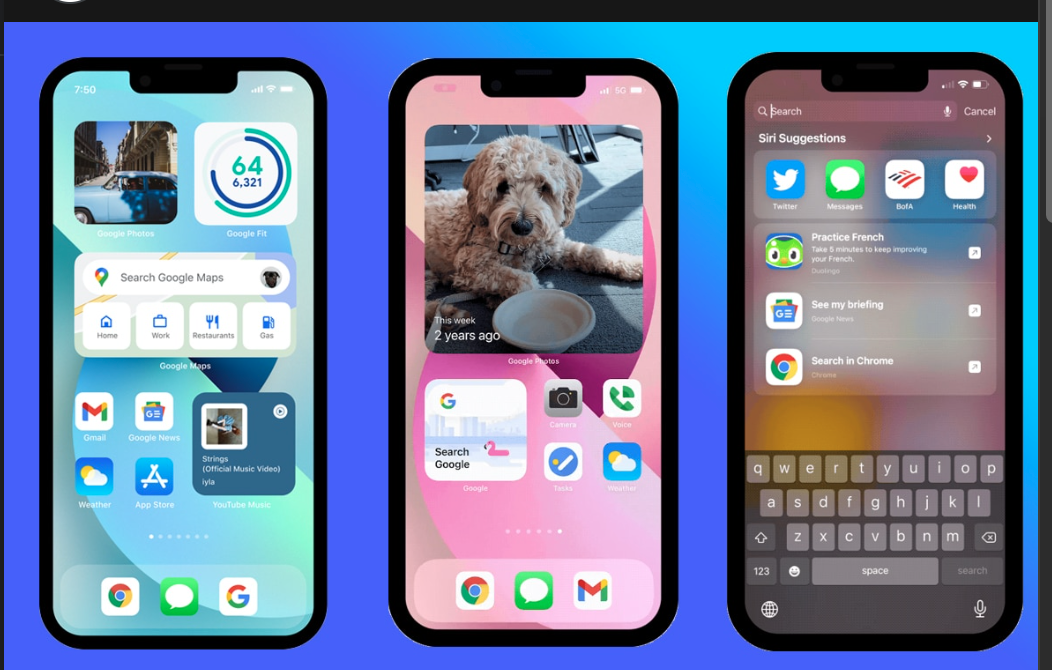 7:50
64
6,321
Google Photos
Google Fit
Search Google Maps
Home
Work
Restaurants
Gas
Google Maps
Gmail
Google News
Strings
(Official Music Video)
iyla
Weather
App Store
YouTube Music
5G
This week
2 years ago
Google Photos
Search
Google
Google
Camera
Voice
Tasks
Weather
Search
Cancel
Siri Suggestions
Twitter
Messages
BofA
Health
Practice French
Take 5 minutes to keep improving
your French.
Duolingo
See my briefing
Google News
Search in Chrome
Chrome
q w e r t y u i o p
a s d f g h j k l
z x c v b n m
123
space
search